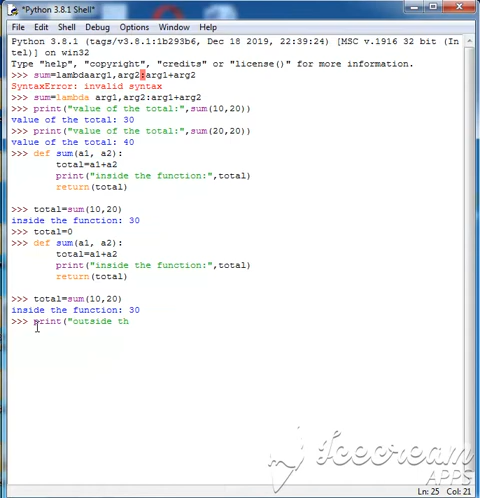 *Python 3.8.1 Shell*
File Edit Shell Debug Options Window Help
Python 3.8.1 (tags/v3.8.1:1b293b6, Dec 18 2019, 22:39:24) [MSC v.1916 32 bit (In
tel)] on win32
Type "help", "copyright", "credits" or "license()" for more information.
>>> sum=lambdaarg1,arg2:arg1+arg2
SyntaxError: invalid syntax
>>> sum=lambda arg1,arg2:arg1+arg2
>>> print("value of the total:",sum(10,20))
value of the total: 30
>>> print("value of the total:",sum(20,20))
value of the total: 40
>>> def sum(a1, a2):
total=a1+a2
print("inside the function:",total)
return(total)
>>> total=sum(10,20)
inside the function: 30
>>> total=0
>>> def sum(a1, a2):
total=a1+a2
print("inside the function:",total)
return(total)
>>> total=sum(10,20)
inside the function: 30
>>> print("outside th
Icecream
APPS
Ln: 25 Col: 21